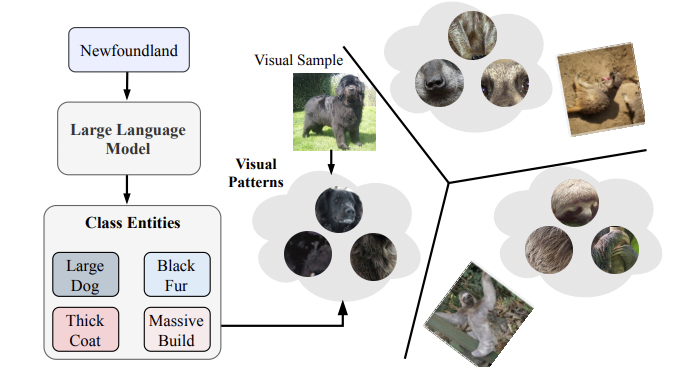 Newfoundland
Large Language
Model
Class Entities
Large
Dog
Black
Fur
Thick
Coat
Massive
Build
Visual Sample
Visual
Patterns